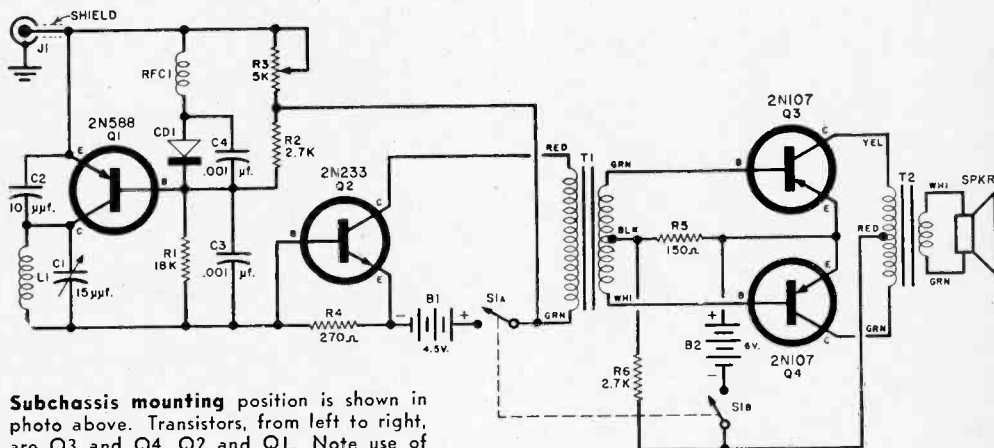 SHIELD
J1
RFC1
R3
5K
2N588
Q1
CD1
C4
.001 µf.
R2
2.7K
2N233
Q2
E
B
C
C2
10 µµf.
L1
C1
15 µµf.
R1
18K
C3
.001 µf.
C
B
E
R4
270Ω
- B1 +
4.5V.
S1A
RED
T1
GRN
GRN
BLK
WHI
R5
150Ω
R6
2.7K
2N107
Q3
B
C
E
YEL
RED
T2
WHI
SPKR
GRN
E
B
C
GRN
2N107
Q4
+
B2
6V.
-
S1B
Subchassis mounting position is shown in
photo above. Transistors, from left to right,
are Q3 and Q4, Q2 and Q1. Note use of